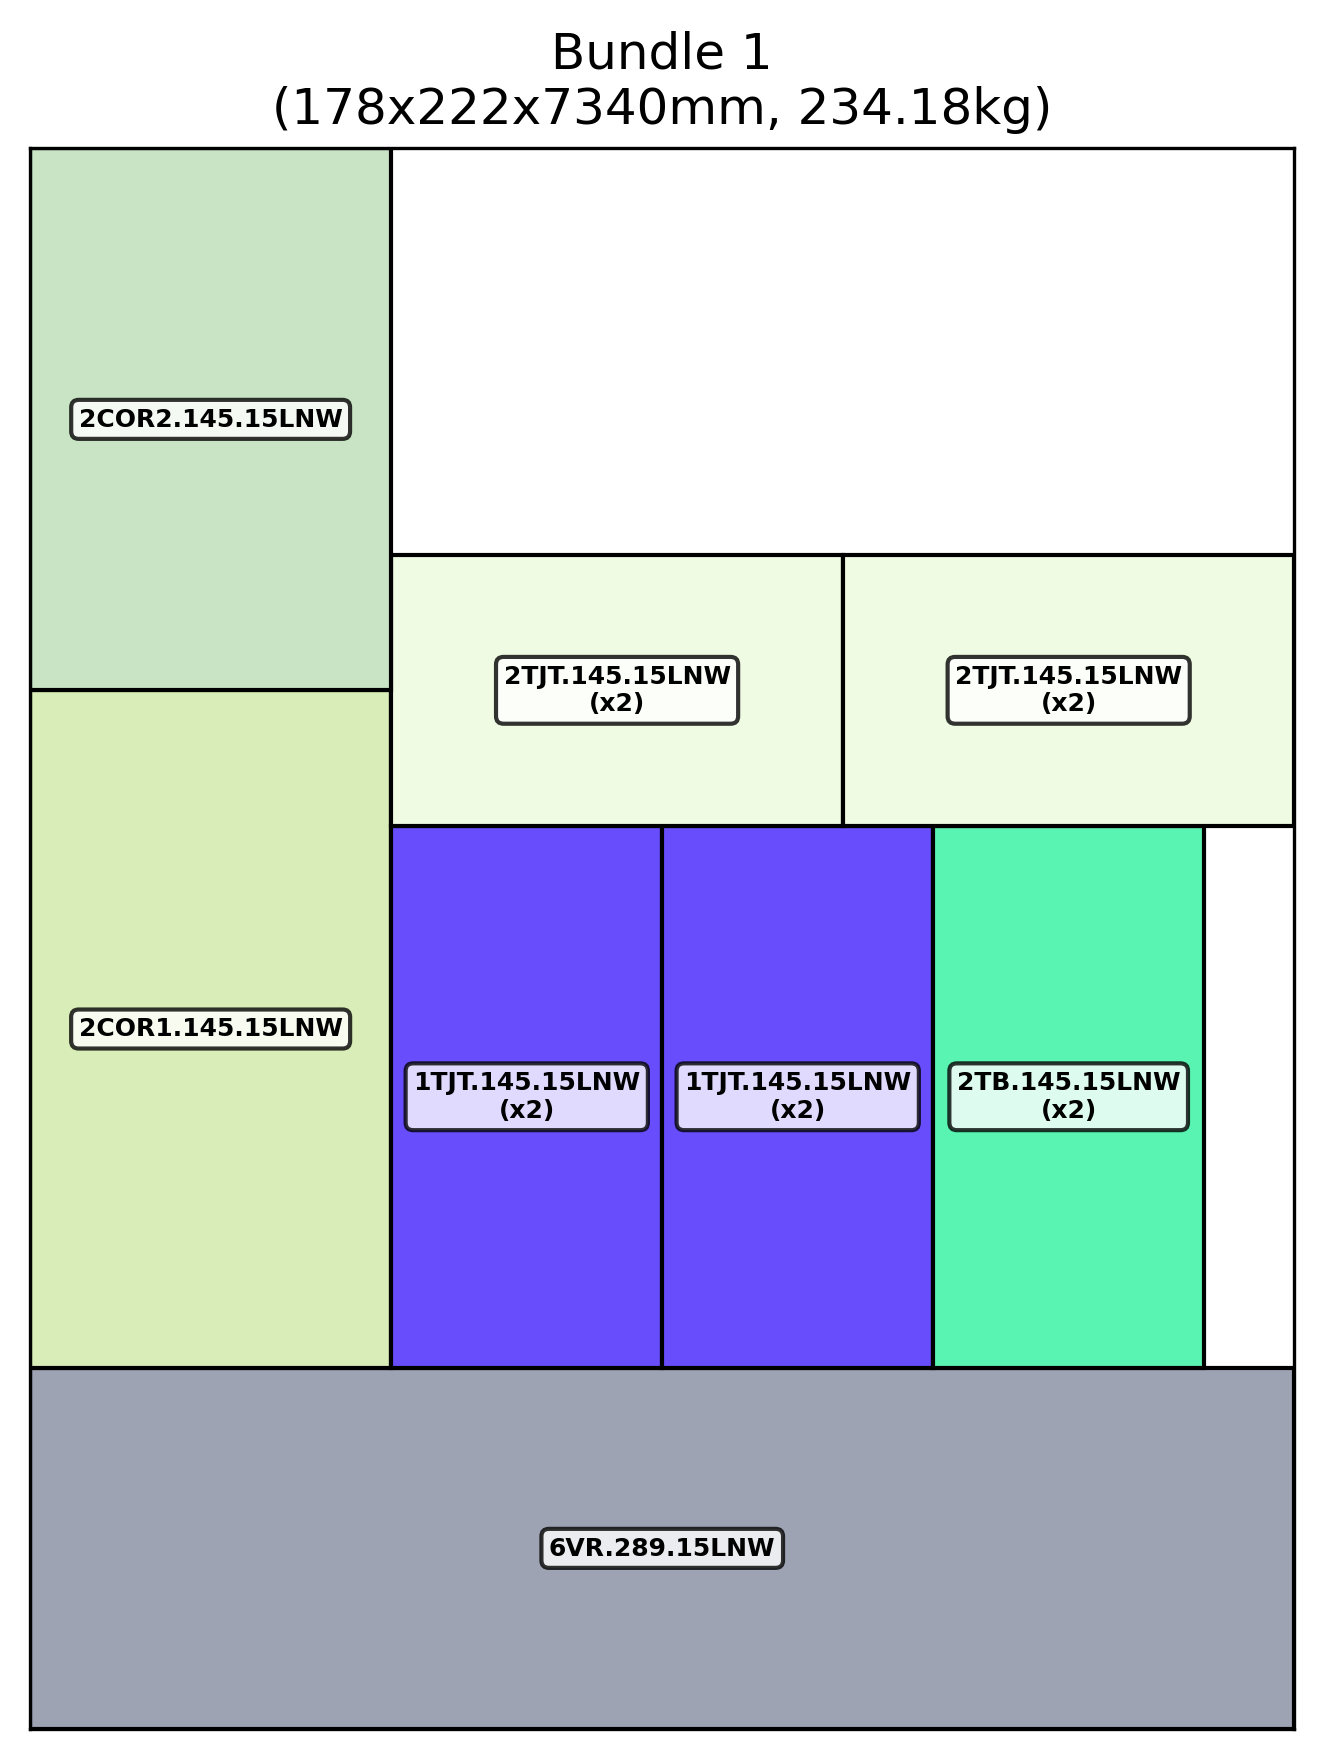 Bundle 1
(178x222x7340mm, 234.18kg)
2COR2.145.15LNW
2TJT.145.15LNW
(x2)
2TJT.145.15LNW
(x2)
2COR1.145.15LNW
1TJT.145.15LNW
(x2)
1TJT.145.15LNW
(x2)
2TB.145.15LNW
(x2)
6VR.289.15LNW